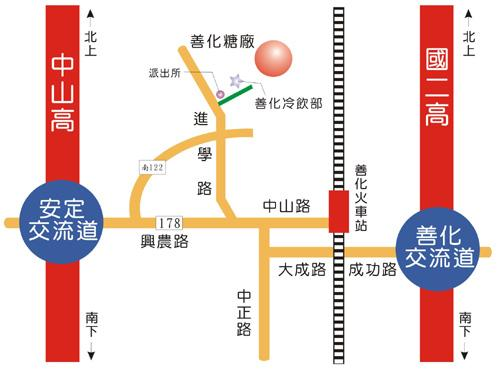 北上
中山高
安定
交流道
南下
善化糖廠
派出所
善化冷飲部
進學路
南122
178
興農路
中山路
善化火車站
大成路
成功路
中正路
北上
國二高
善化
交流道
南下